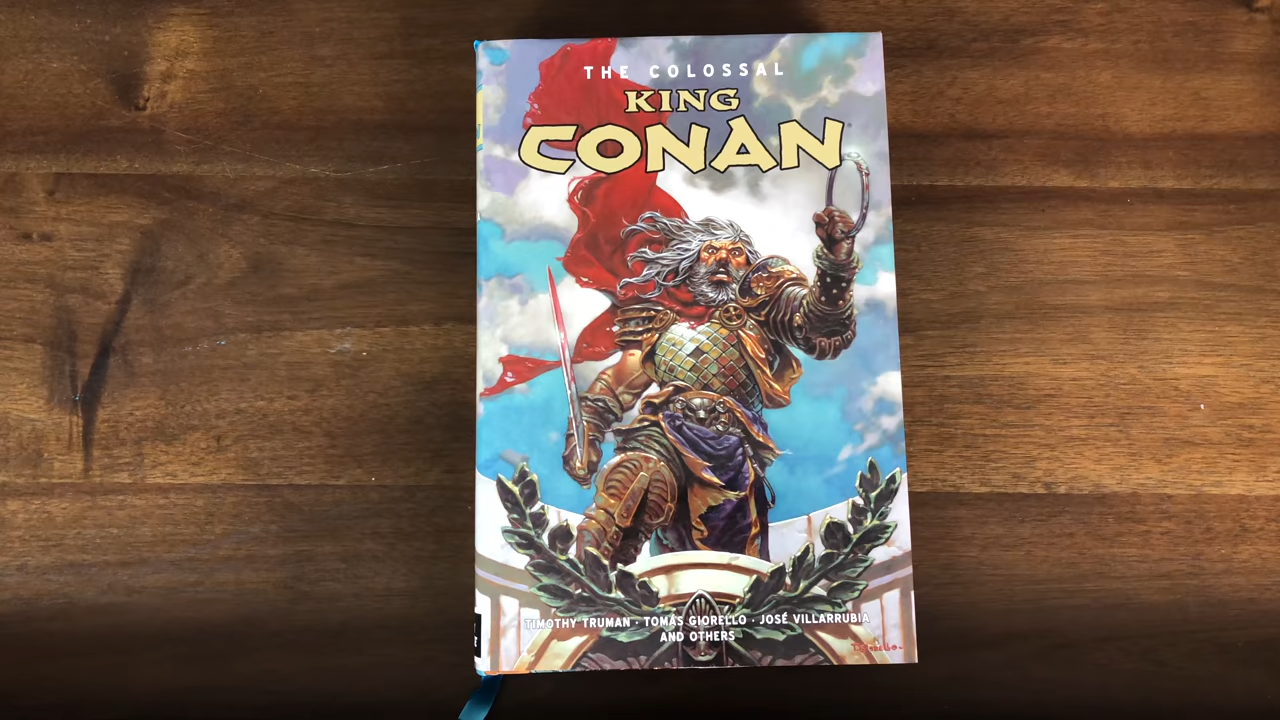 THE COLOSSAL
KING
CONAN
TIMOTHY TRUMAN · TOMÁS GIORELLO · JOSÉ VILLARRUBIA
AND OTHERS